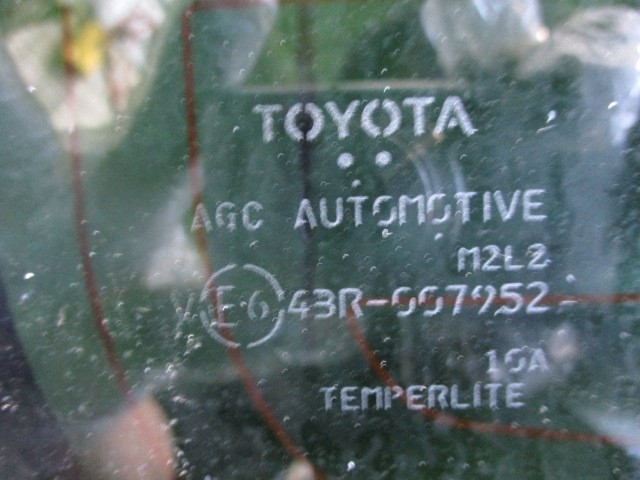 TOYOTA
AGC AUTOMOTIVE
M2L2
E6 43R-007952
10A
TEMPERLITE